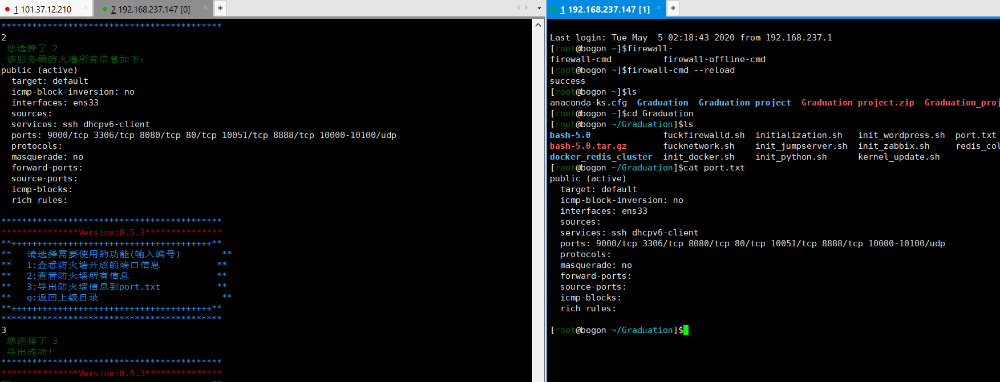 1 101.37.12.210 × 2 192.168.237.147 [0] × +
********************************************
2
您选择了 2
该服务器防火墙所有信息如下:
public (active)
target: default
icmp-block-inversion: no
interfaces: ens33
sources:
services: ssh dhcpv6-client
ports: 9000/tcp 3306/tcp 8080/tcp 80/tcp 10051/tcp 8888/tcp 10000-10100/udp
protocols:
masquerade: no
forward-ports:
source-ports:
icmp-blocks:
rich rules:
*******************************************
***************Version:0.5.3***************
**+++++++++++++++++++++++++++++++++++++++**
** 请选择需要使用的功能(输入编号) **
** 1:查看防火墙开放的端口信息 **
** 2:查看防火墙所有信息 **
** 3:导出防火墙信息到port.txt **
** q:返回上级目录 **
**+++++++++++++++++++++++++++++++++++++++**
*******************************************
3
您选择了 3
导出成功!
*******************************************
***************Version:0.5.3***************
1 192.168.237.147 [1] × +
Last login: Tue May  5 02:18:43 2020 from 192.168.237.1
[root@bogon ~]$firewall-
firewall-cmd firewall-offline-cmd
[root@bogon ~]$firewall-cmd --reload
success
[root@bogon ~]$ls
anaconda-ks.cfg Graduation Graduation project Graduation project.zip Graduation_proj
[root@bogon ~]$cd Graduation
[root@bogon ~/Graduation]$ls
bash-5.0 fuckfirewalld.sh initialization.sh init_wordpress.sh port.txt
bash-5.0.tar.gz fucknetwork.sh init_jumpserver.sh init_zabbix.sh redis_col
docker_redis_cluster init_docker.sh init_python.sh kernel_update.sh
[root@bogon ~/Graduation]$cat port.txt
public (active)
target: default
icmp-block-inversion: no
interfaces: ens33
sources:
services: ssh dhcpv6-client
ports: 9000/tcp 3306/tcp 8080/tcp 80/tcp 10051/tcp 8888/tcp 10000-10100/udp
protocols:
masquerade: no
forward-ports:
source-ports:
icmp-blocks:
rich rules:
[root@bogon ~/Graduation]$